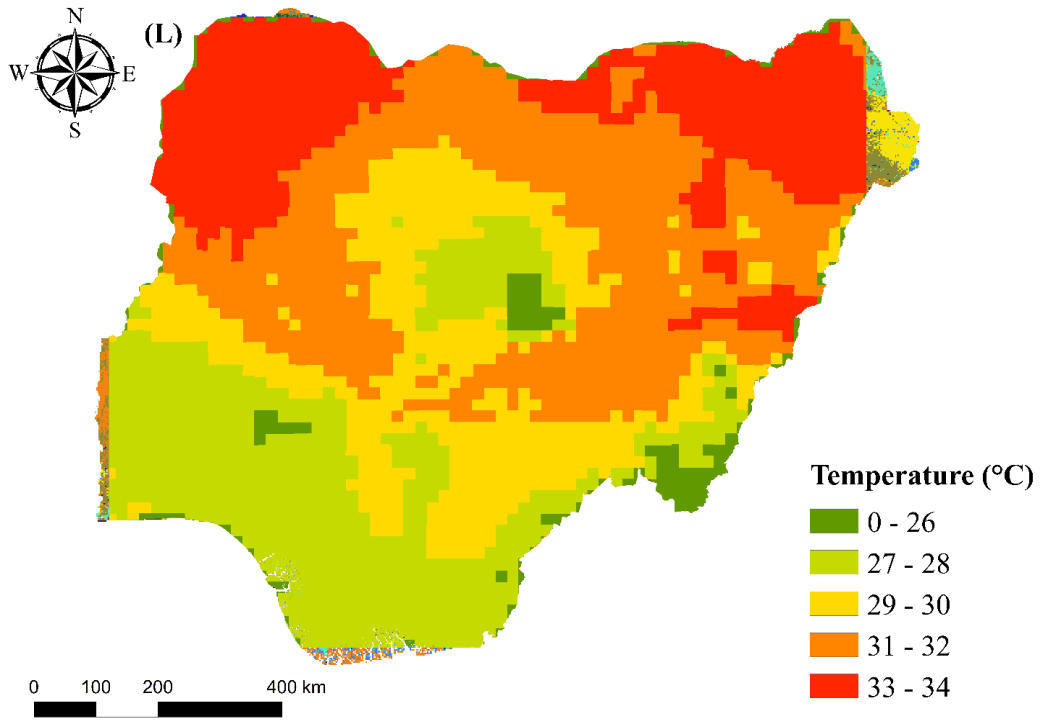 N
(L)
W E
S
Temperature (°C)
0 - 26
27 - 28
29 - 30
31 - 32
33 - 34
0 100 200 400 km